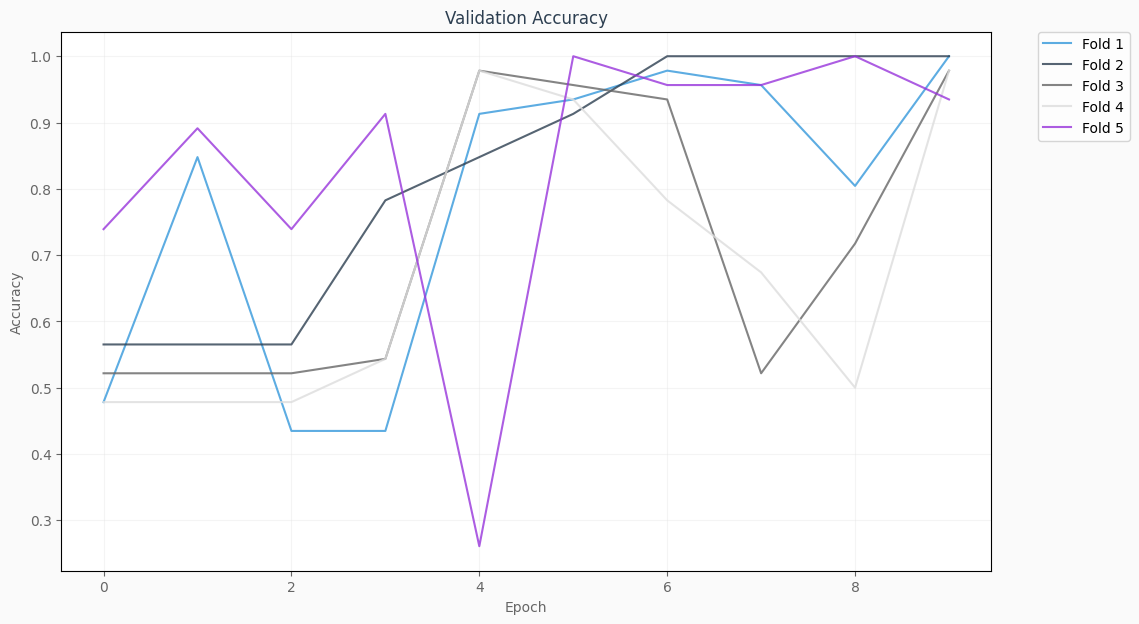 Validation Accuracy
Fold 1
Fold 2
Fold 3
Fold 4
Fold 5
Accuracy
1.0
0.9
0.8
0.7
0.6
0.5
0.4
0.3
0 2 4 6 8
Epoch